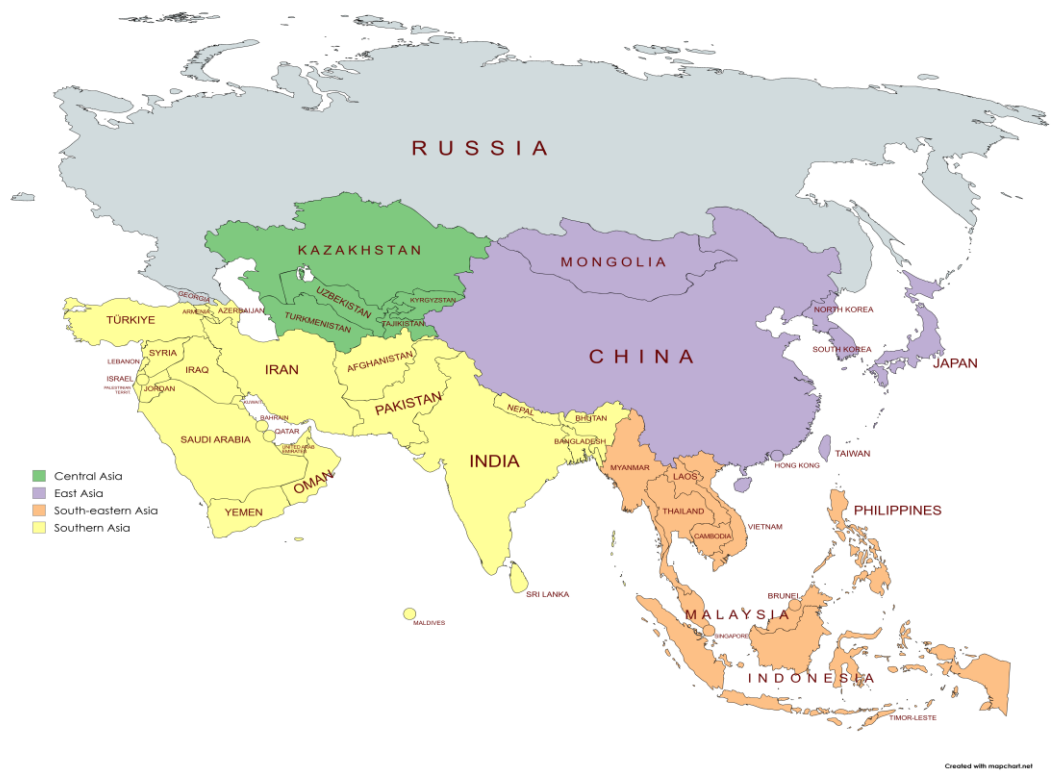 RUSSIA
KAZAKHSTAN
MONGOLIA
UZBEKISTAN
KYRGYZSTAN
TURKMENISTAN
TAJIKISTAN
GEORGIA
ARMENIA
AZERBAIJAN
TÜRKIYE
NORTH KOREA
SOUTH KOREA
JAPAN
CHINA
SYRIA
LEBANON
IRAQ
IRAN
AFGHANISTAN
ISRAEL
PALESTINIAN
TERRIT.
JORDAN
PAKISTAN
KUWAIT
BAHRAIN
QATAR
NEPAL
BHUTAN
BANGLADESH
SAUDI ARABIA
UNITED ARAB
EMIRATES
OMAN
YEMEN
INDIA
TAIWAN
HONG KONG
MYANMAR
LAOS
THAILAND
VIETNAM
CAMBODIA
PHILIPPINES
Central Asia
East Asia
South-eastern Asia
Southern Asia
SRI LANKA
MALDIVES
BRUNEI
MALAYSIA
SINGAPORE
INDONESIA
TIMOR-LESTE
Created with mapchart.net